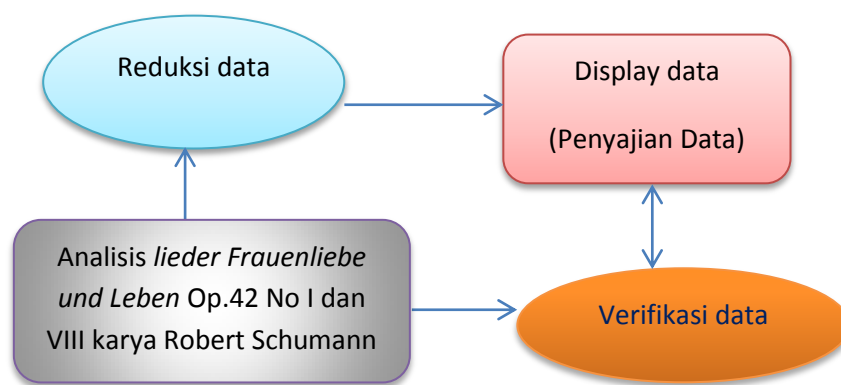 Reduksi data
Display data
(Penyajian Data)
Analisis lieder Frauenliebe
und Leben Op.42 No I dan
VIII karya Robert Schumann
Verifikasi data